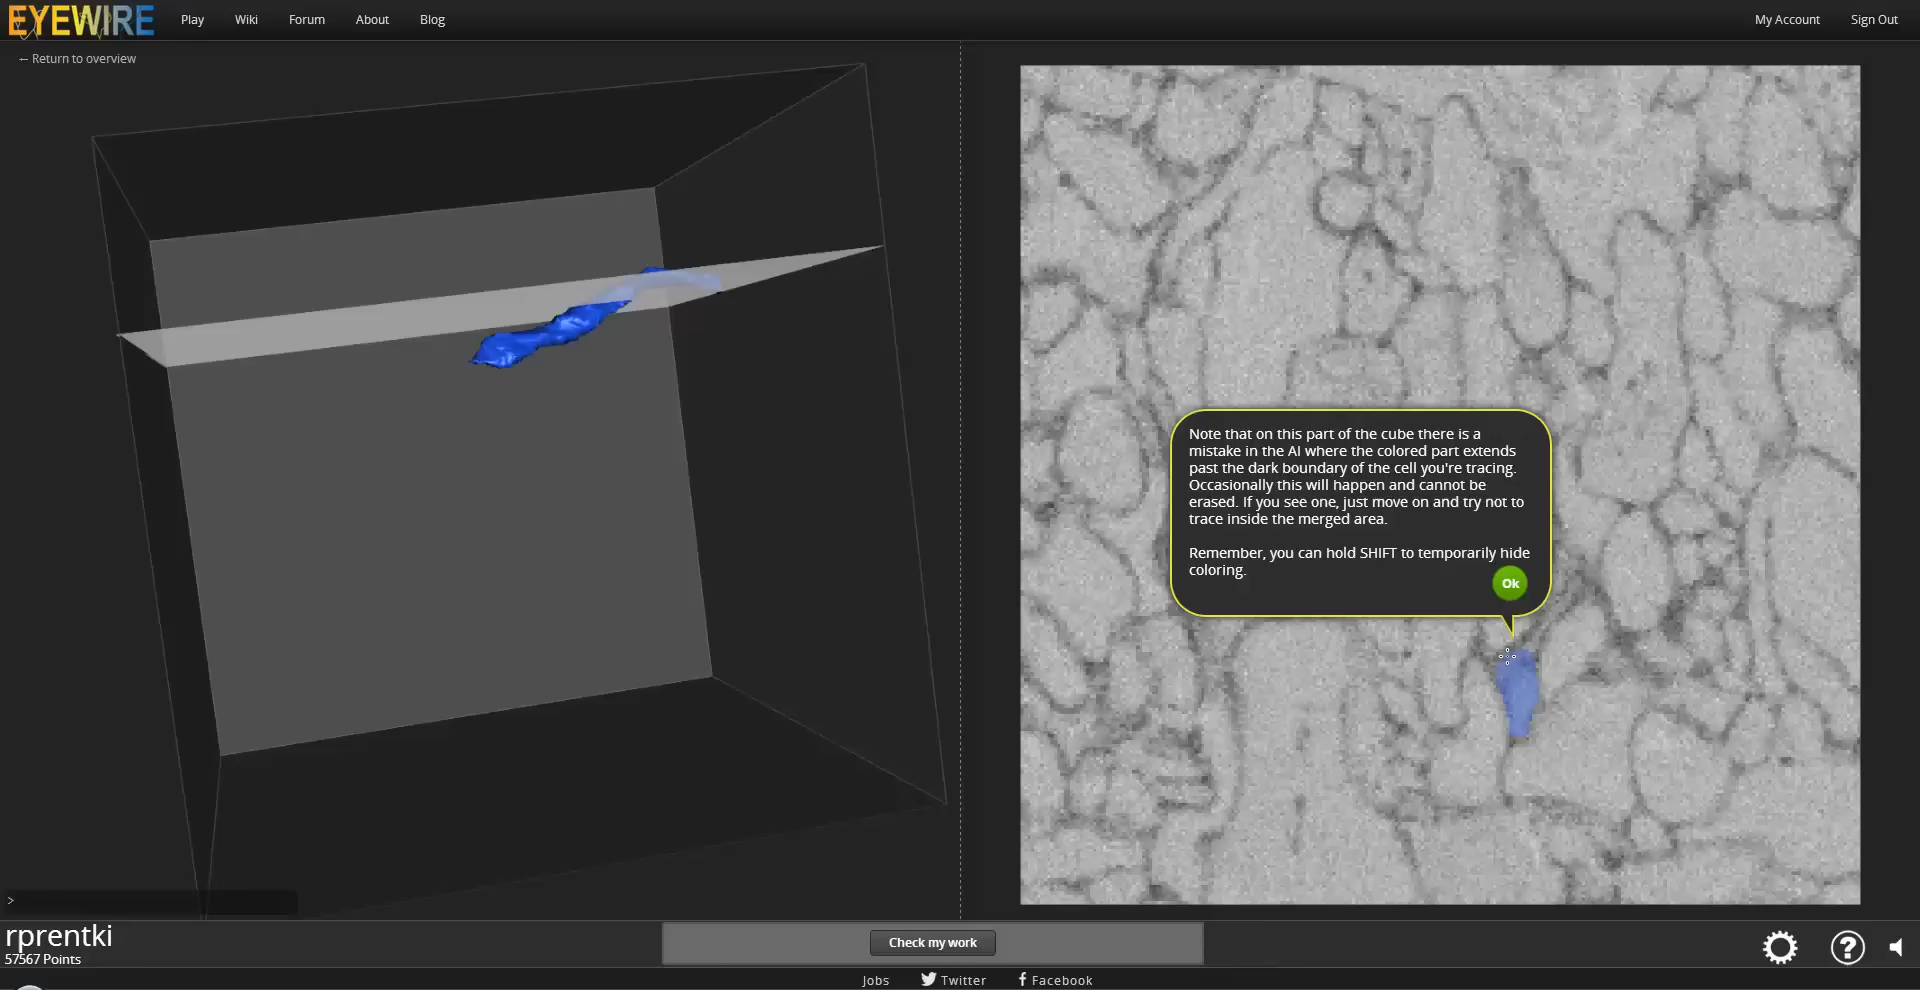 EYEWIRE Play Wiki Forum About Blog My Account Sign Out
← Return to overview
Note that on this part of the cube there is a
mistake in the AI where the colored part extends
past the dark boundary of the cell you're tracing.
Occasionally this will happen and cannot be
erased. If you see one, just move on and try not to
trace inside the merged area.
Remember, you can hold SHIFT to temporarily hide
coloring.
Ok
>
rprentki
57567 Points
Check my work
?
Jobs Twitter Facebook